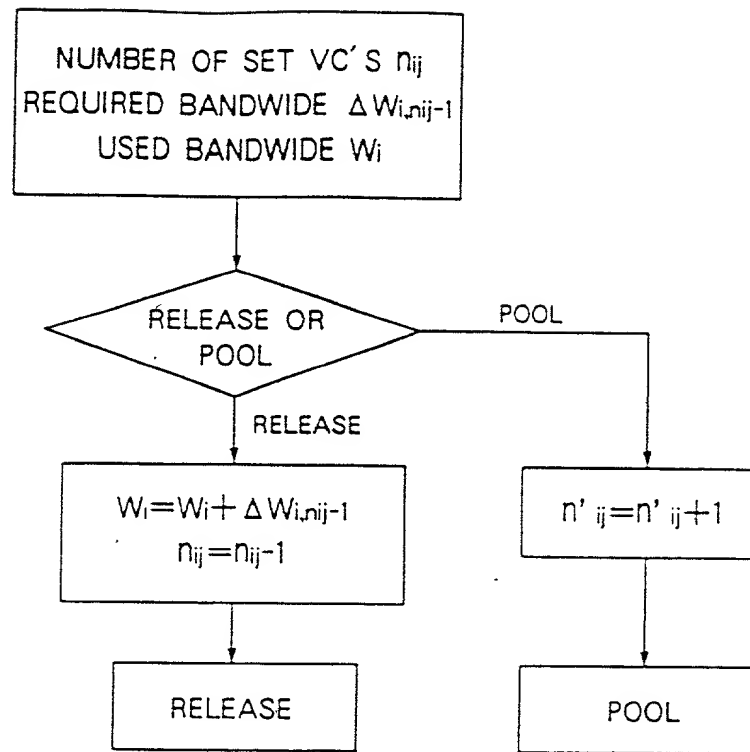 NUMBER OF SET VC'S nij
REQUIRED BANDWIDE ΔWi,nij-1
USED BANDWIDE Wi
RELEASE OR
POOL
POOL
RELEASE
Wi=Wi+ΔWi,nij-1
nij=nij-1
n'ij=n'ij+1
RELEASE
POOL